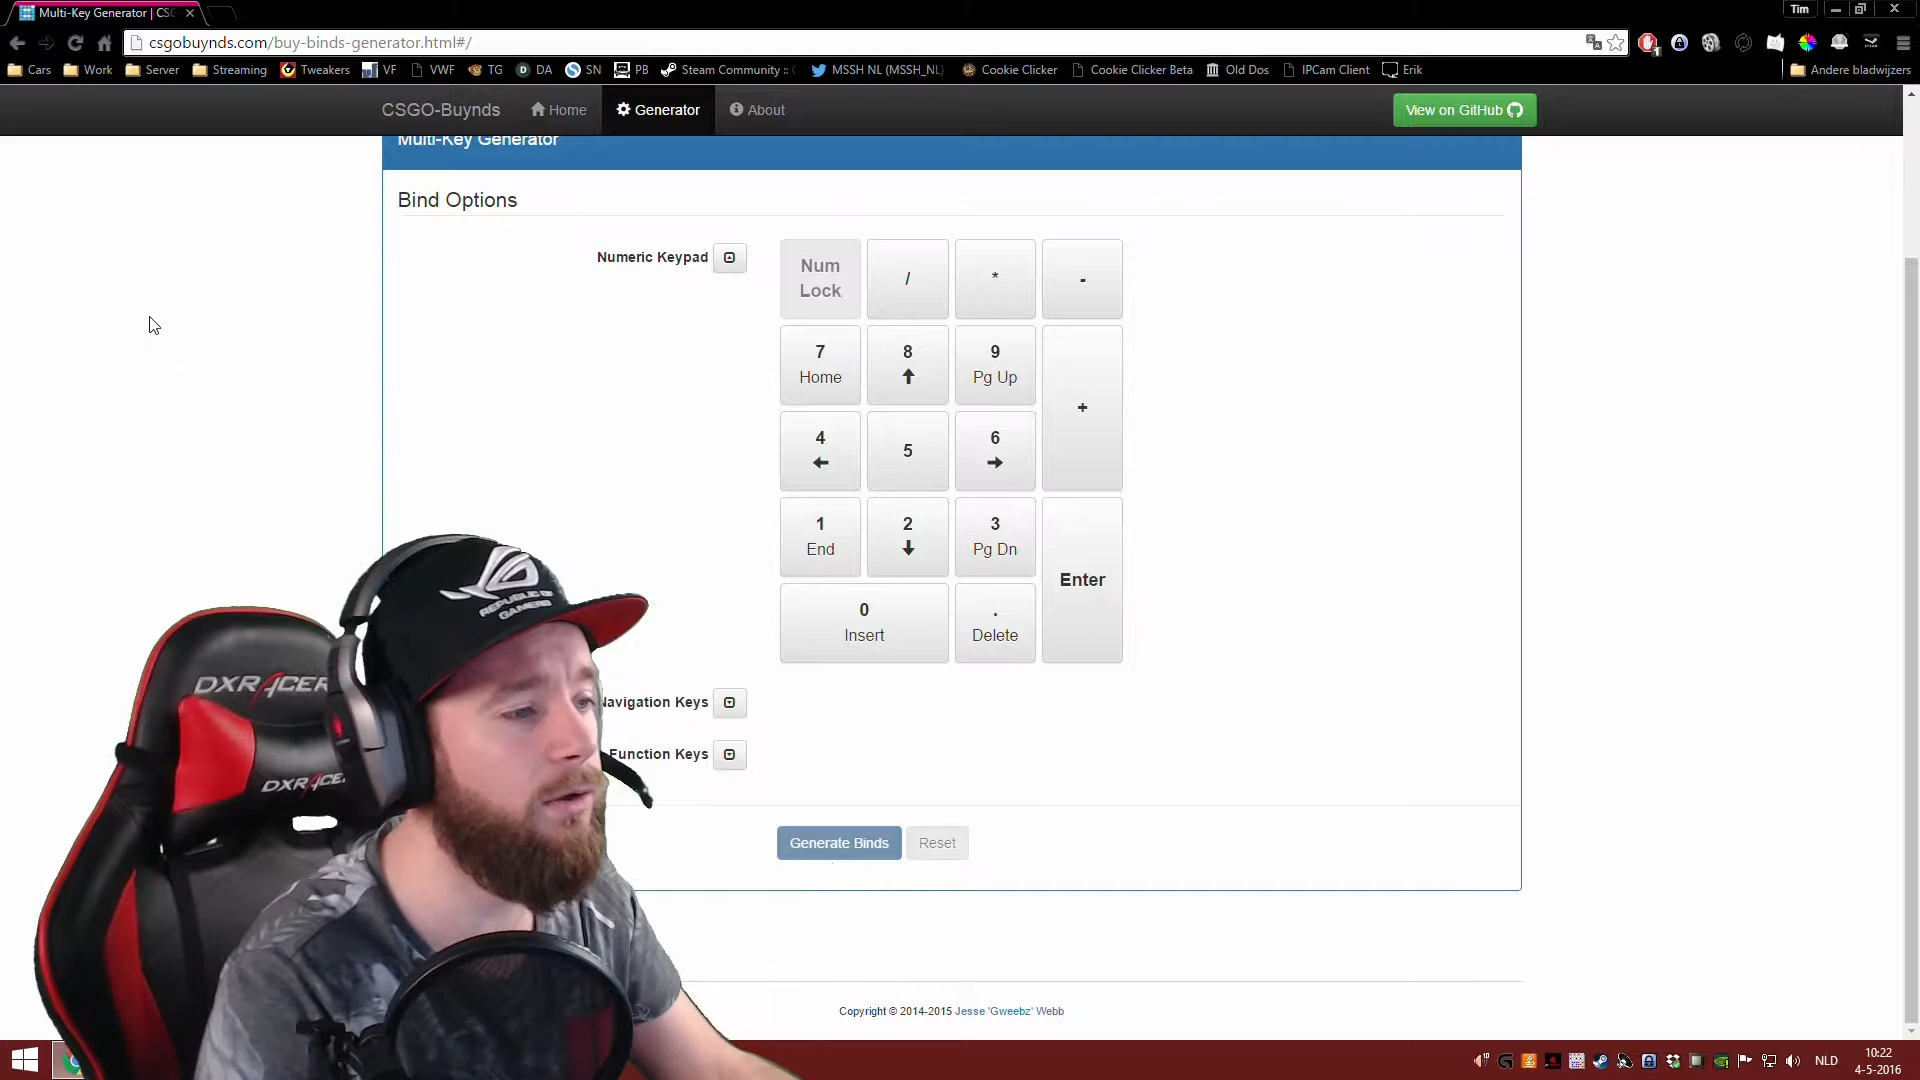 Multi-Key Generator | CSG
Tim
csgobuynds.com/buy-binds-generator.html#/
1
Cars Work Server Streaming Tweakers VF VWF TG DA SN PB Steam Community :: MSSH NL (MSSH_NL) Cookie Clicker Cookie Clicker Beta Old Dos IPCam Client Erik Andere bladwijzers
CSGO-Buynds Home Generator About View on GitHub
Multi-Key Generator
Bind Options
Numeric Keypad
Num Lock / * -
7 Home 8 9 Pg Up +
4 5 6
1 End 2 3 Pg Dn Enter
0 Insert . Delete
Navigation Keys
Function Keys
Generate Binds Reset
Copyright © 2014-2015 Jesse 'Gweebz' Webb
REPUBLIC OF
GAMERS
DXRACER
DXRACER
NLD
10:22
4-5-2016